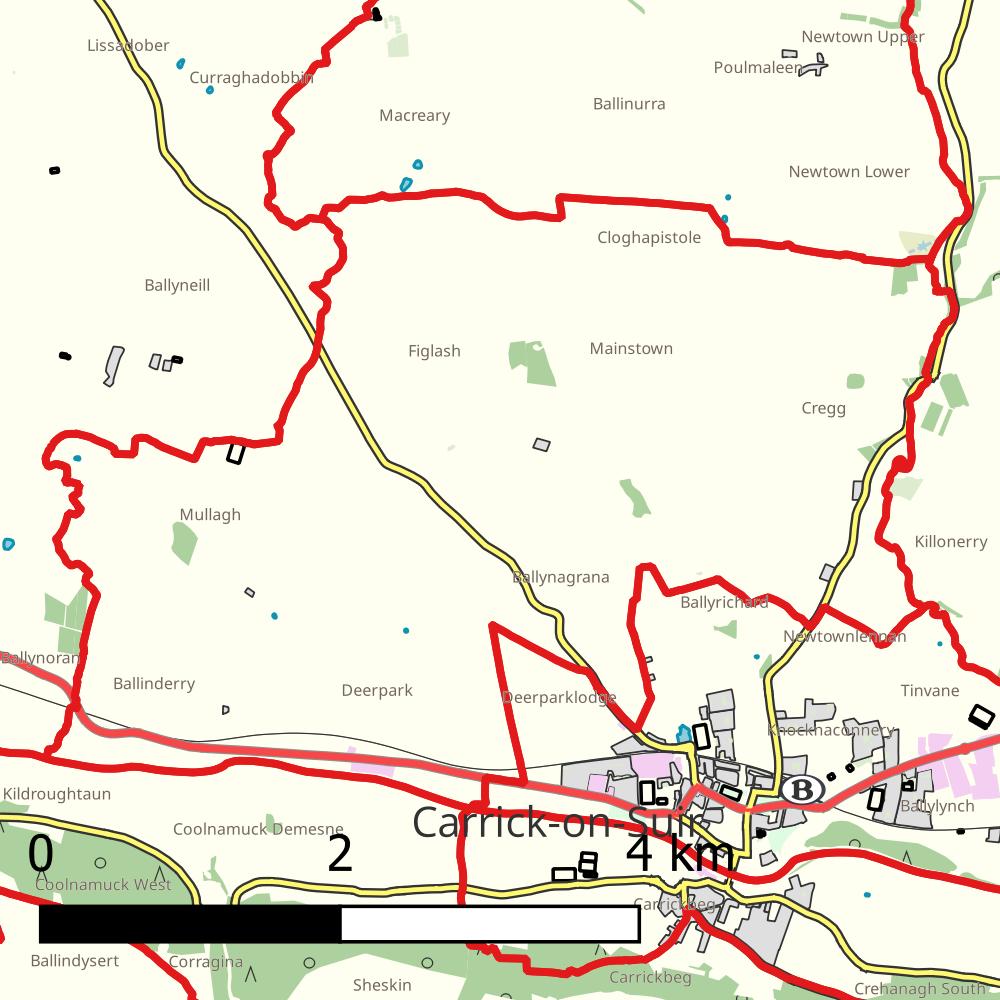 Lissadober
Newtown Upper
Poulmaleen
Curraghadobbin
Ballinurra
Macreary
Newtown Lower
Cloghapistole
Ballyneill
Mainstown
Figlash
Cregg
Mullagh
Killonerry
Ballynagrana
Ballyrichard
Newtownlennan
Ballynoran
Ballinderry
Deerpark
Tinvane
Deerparklodge
Knocknaconnery
B
Kildroughtaun
Ballylynch
Carrick-on-Suir
Coolnamuck Demesne
0 2 4 km
Coolnamuck West
Carrickbeg
Ballindysert
Corragina
Carrickbeg
Sheskin
Crehanagh South